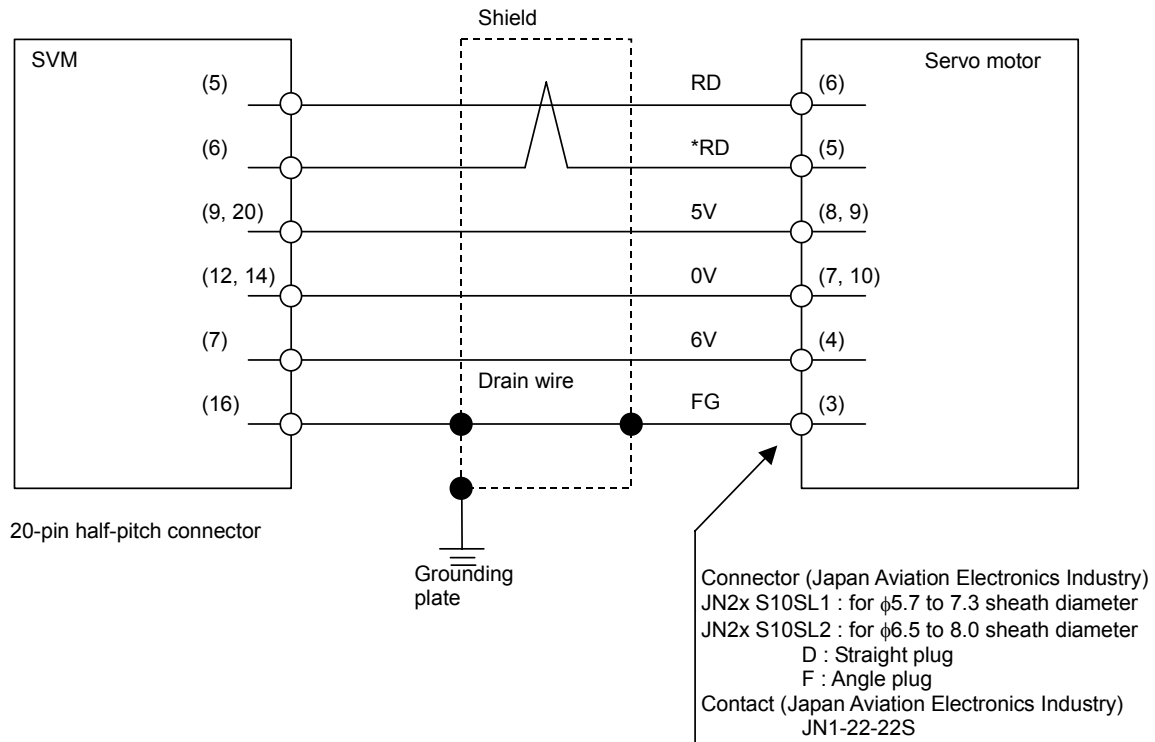 Shield
SVM
Servo motor
(5) RD (6)
(6) *RD (5)
(9, 20) 5V (8, 9)
(12, 14) 0V (7, 10)
(7) 6V (4)
Drain wire
(16) FG (3)
20-pin half-pitch connector
Grounding
plate
Connector (Japan Aviation Electronics Industry)
JN2x S10SL1 : for ϕ5.7 to 7.3 sheath diameter
JN2x S10SL2 : for ϕ6.5 to 8.0 sheath diameter
D : Straight plug
F : Angle plug
Contact (Japan Aviation Electronics Industry)
JN1-22-22S